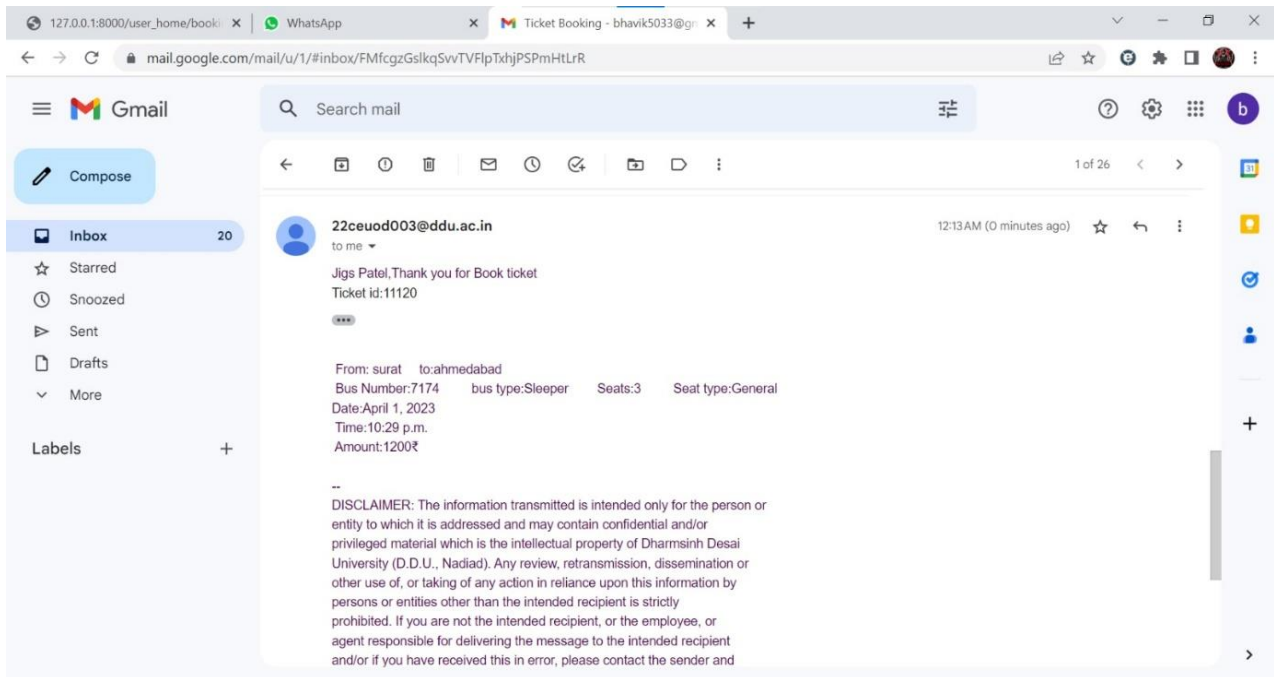 127.0.0.1:8000/user_home/booki
WhatsApp
Ticket Booking - bhavik5033@gm
mail.google.com/mail/u/1/#inbox/FMfcgzGslkqSvvTVFlpTxhjPSPmHtLrR
Gmail
Search mail
b
Compose
1 of 26
31
Inbox 20
Starred
Snoozed
Sent
Drafts
More
Labels
22ceuod003@ddu.ac.in
12:13 AM (0 minutes ago)
to me
Jigs Patel,Thank you for Book ticket
Ticket id:11120
From: surat to:ahmedabad
Bus Number:7174 bus type:Sleeper Seats:3 Seat type:General
Date:April 1, 2023
Time:10:29 p.m.
Amount:1200₹
--
DISCLAIMER: The information transmitted is intended only for the person or
entity to which it is addressed and may contain confidential and/or
privileged material which is the intellectual property of Dharmsinh Desai
University (D.D.U., Nadiad). Any review, retransmission, dissemination or
other use of, or taking of any action in reliance upon this information by
persons or entities other than the intended recipient is strictly
prohibited. If you are not the intended recipient, or the employee, or
agent responsible for delivering the message to the intended recipient
and/or if you have received this in error, please contact the sender and